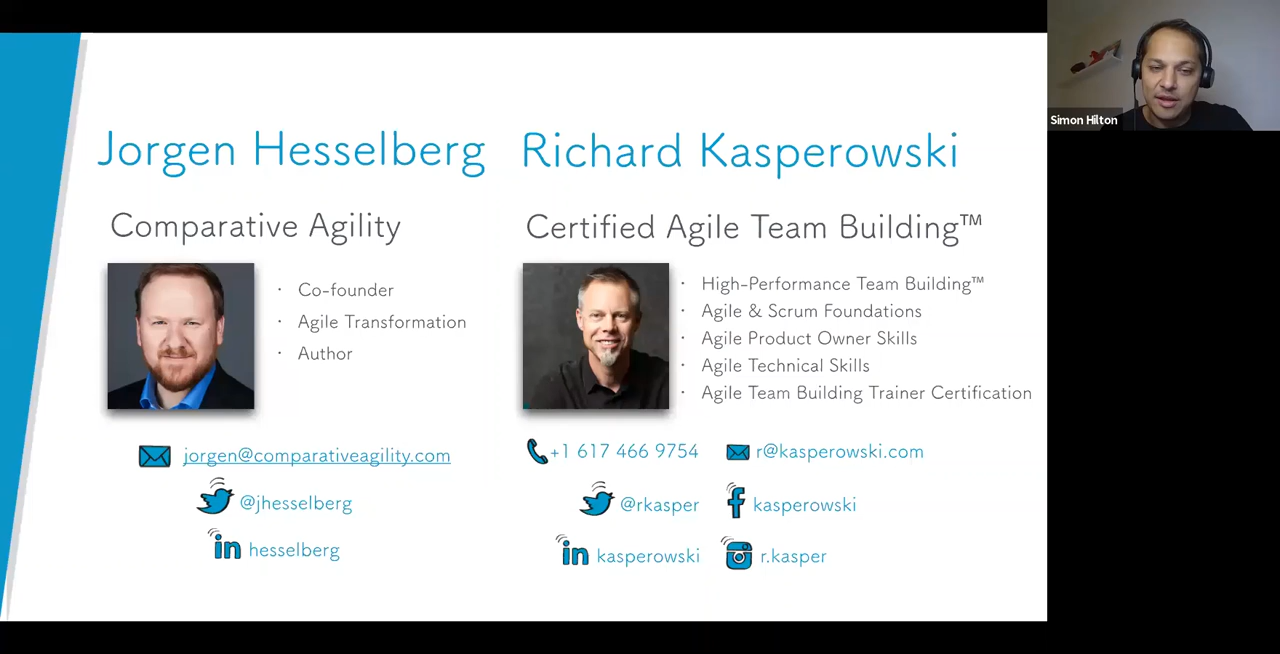 Jorgen Hesselberg
Comparative Agility
· Co-founder
· Agile Transformation
· Author
jorgen@comparativeagility.com
@jhesselberg
in hesselberg
Richard Kasperowski
Certified Agile Team Building™
· High-Performance Team Building™
· Agile & Scrum Foundations
· Agile Product Owner Skills
· Agile Technical Skills
· Agile Team Building Trainer Certification
+1 617 466 9754
r@kasperowski.com
@rkasper
f kasperowski
in kasperowski
r.kasper
Simon Hilton